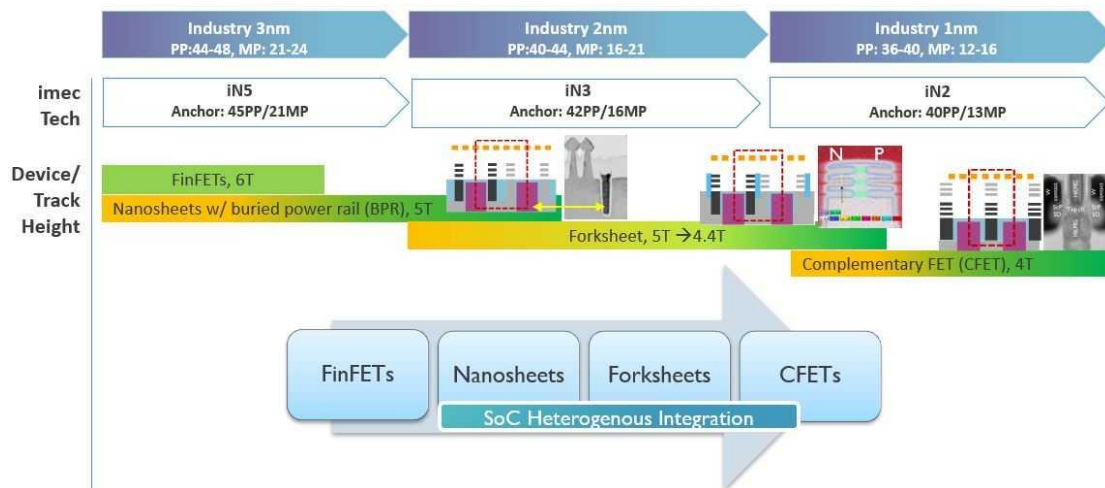 Industry 3nm
PP:44-48, MP: 21-24
Industry 2nm
PP:40-44, MP: 16-21
Industry 1nm
PP: 36-40, MP: 12-16
imec
Tech
iN5
Anchor: 45PP/21MP
iN3
Anchor: 42PP/16MP
iN2
Anchor: 40PP/13MP
Device/
Track
Height
FinFETs, 6T
Nanosheets w/ buried power rail (BPR), 5T
N P
Forksheet, 5T →4.4T
Complementary FET (CFET), 4T
FinFETs
Nanosheets
Forksheets
CFETs
SoC Heterogenous Integration